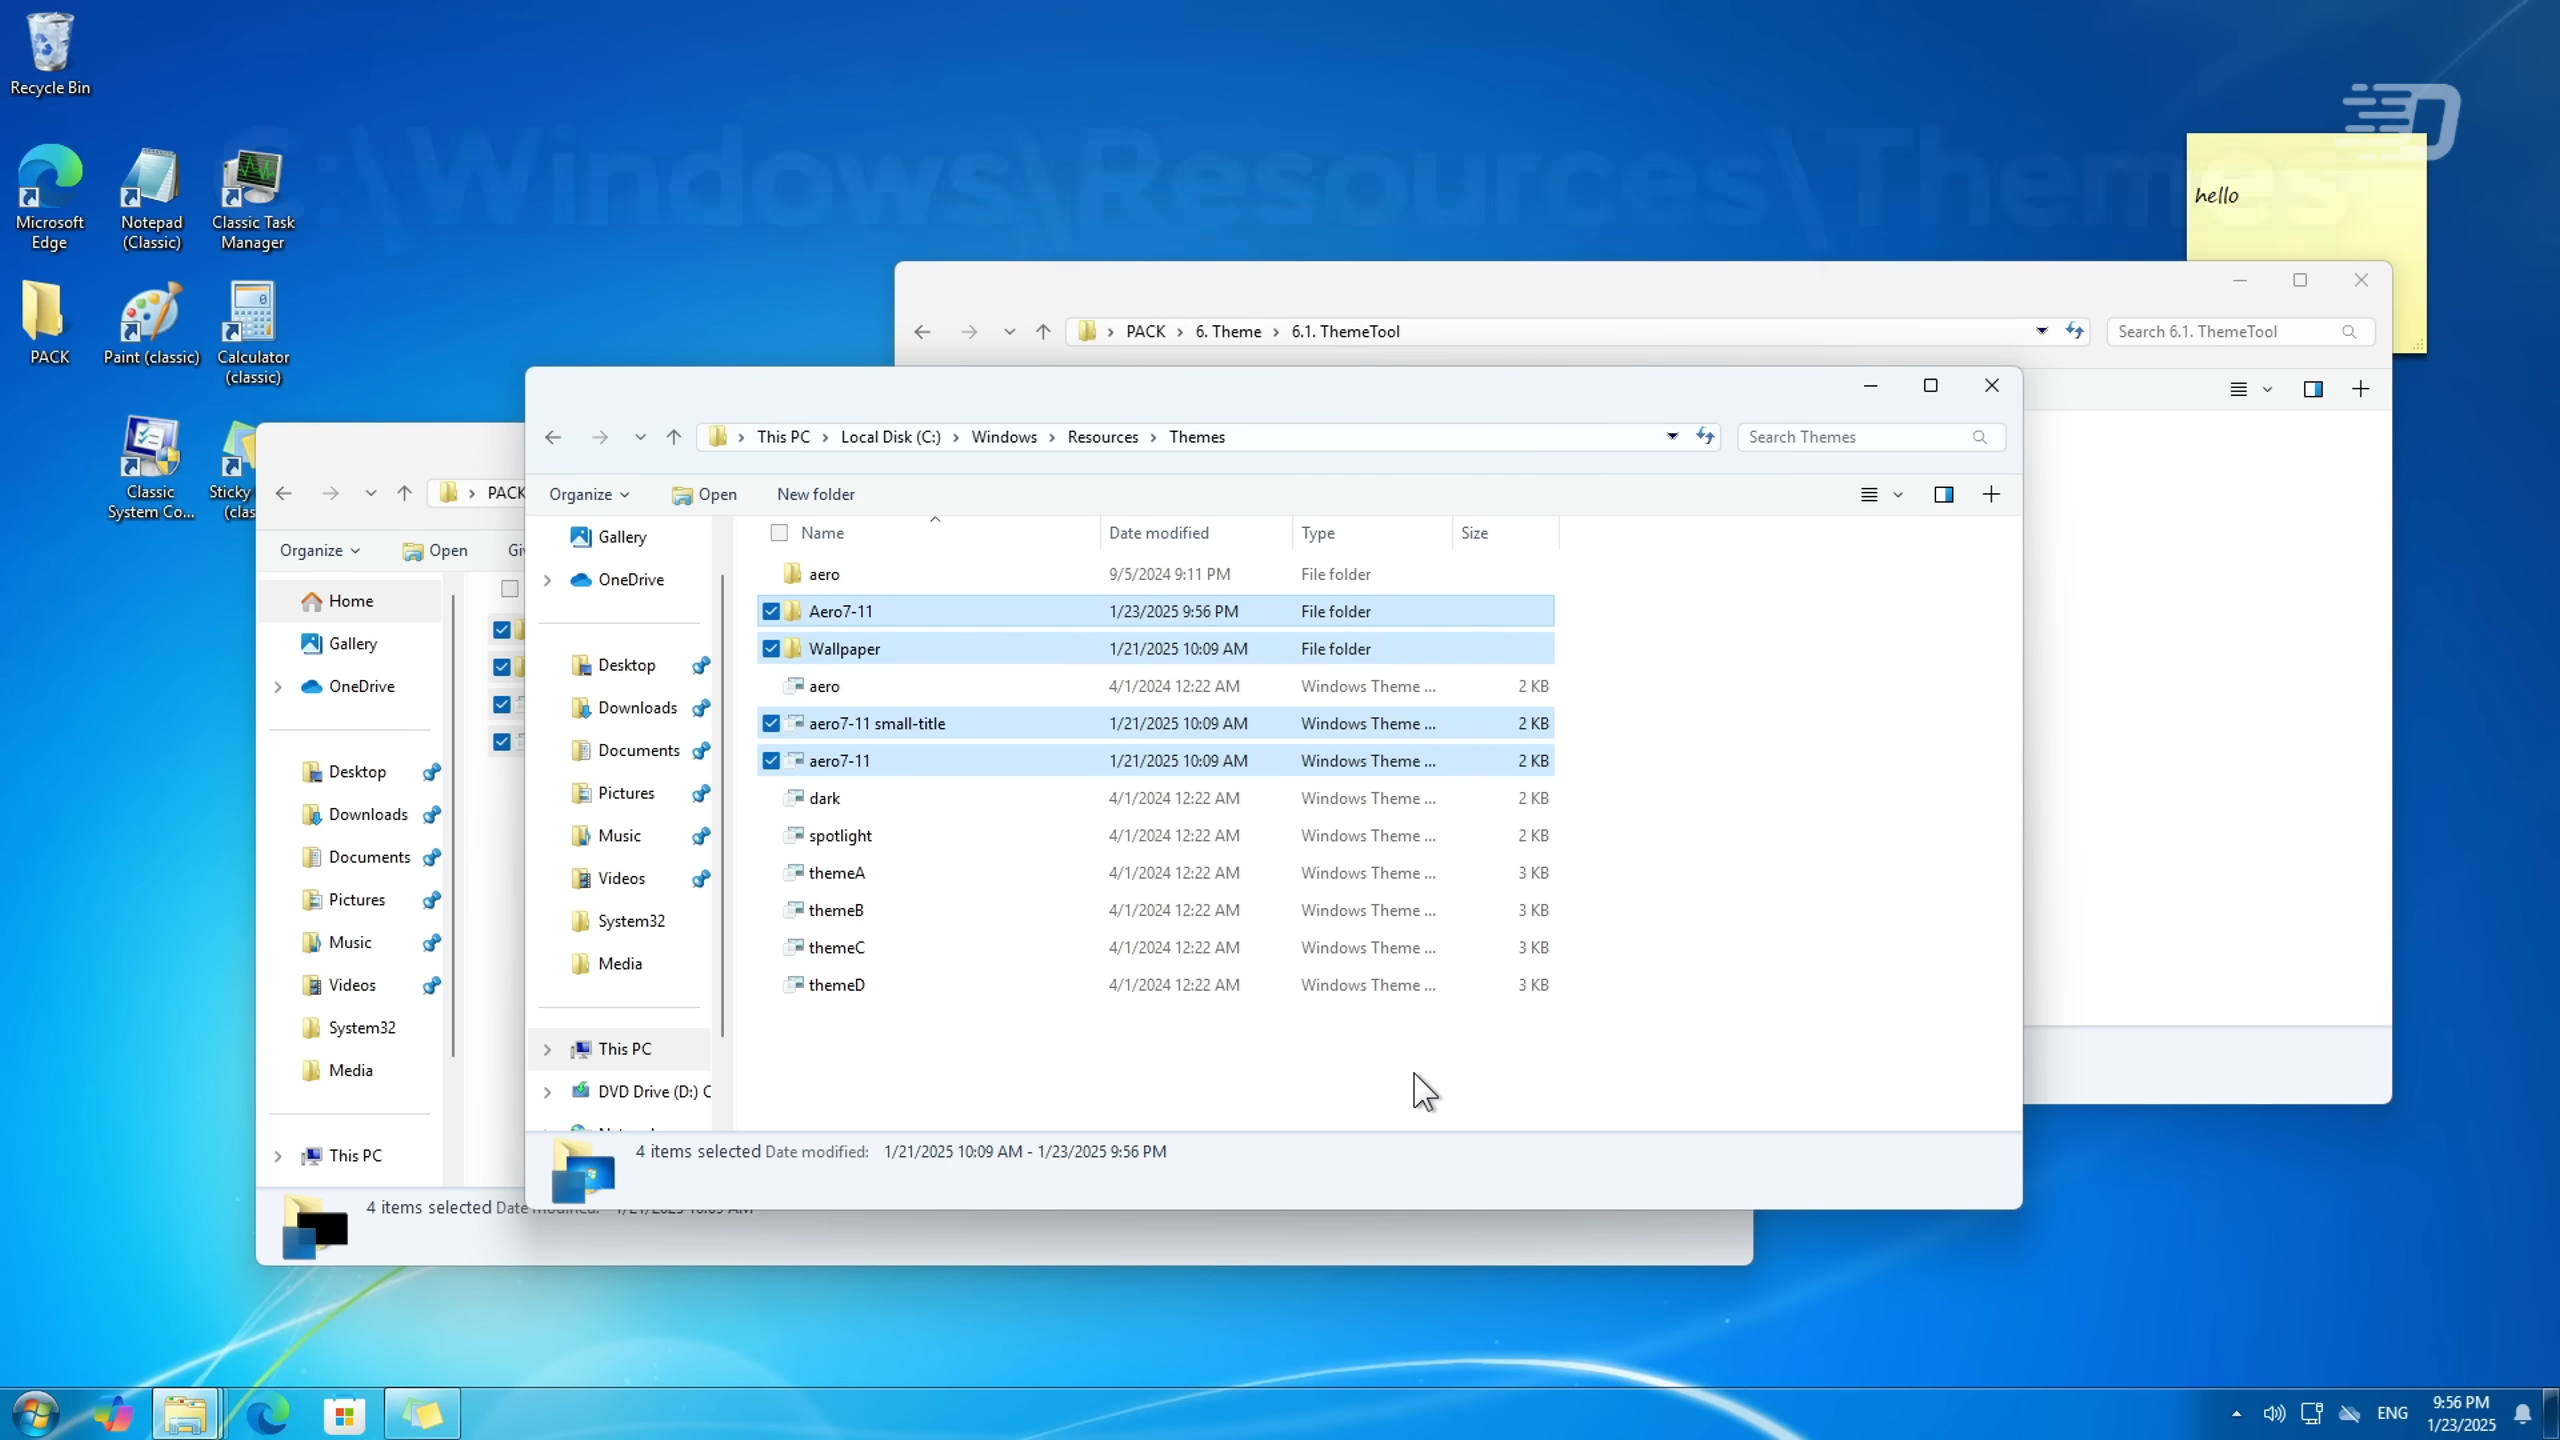 Recycle Bin
C:\Windows\Resources\Themes
hello
Microsoft Edge
Notepad (Classic)
Classic Task Manager
PACK
Paint (classic)
Calculator (classic)
Classic System Co...
Sticky
PACK
6. Theme
6.1. ThemeTool
Search 6.1. ThemeTool
This PC
Local Disk (C:)
Windows
Resources
Themes
Search Themes
Organize
Open
New folder
Name
Date modified
Type
Size
aero 9/5/2024 9:11 PM File folder
Aero7-11 1/23/2025 9:56 PM File folder
Wallpaper 1/21/2025 10:09 AM File folder
aero 4/1/2024 12:22 AM Windows Theme ... 2 KB
aero7-11 small-title 1/21/2025 10:09 AM Windows Theme ... 2 KB
aero7-11 1/21/2025 10:09 AM Windows Theme ... 2 KB
dark 4/1/2024 12:22 AM Windows Theme ... 2 KB
spotlight 4/1/2024 12:22 AM Windows Theme ... 2 KB
themeA 4/1/2024 12:22 AM Windows Theme ... 3 KB
themeB 4/1/2024 12:22 AM Windows Theme ... 3 KB
themeC 4/1/2024 12:22 AM Windows Theme ... 3 KB
themeD 4/1/2024 12:22 AM Windows Theme ... 3 KB
Gallery
OneDrive
Desktop
Downloads
Documents
Pictures
Music
Videos
System32
Media
This PC
DVD Drive (D:) C
4 items selected Date modified: 1/21/2025 10:09 AM - 1/23/2025 9:56 PM
PACK
Organize
Open
Home
Gallery
OneDrive
Desktop
Downloads
Documents
Pictures
Music
Videos
System32
Media
This PC
4 items selected Date modified: 1/21/2025 10:09 AM
ENG
9:56 PM
1/23/2025